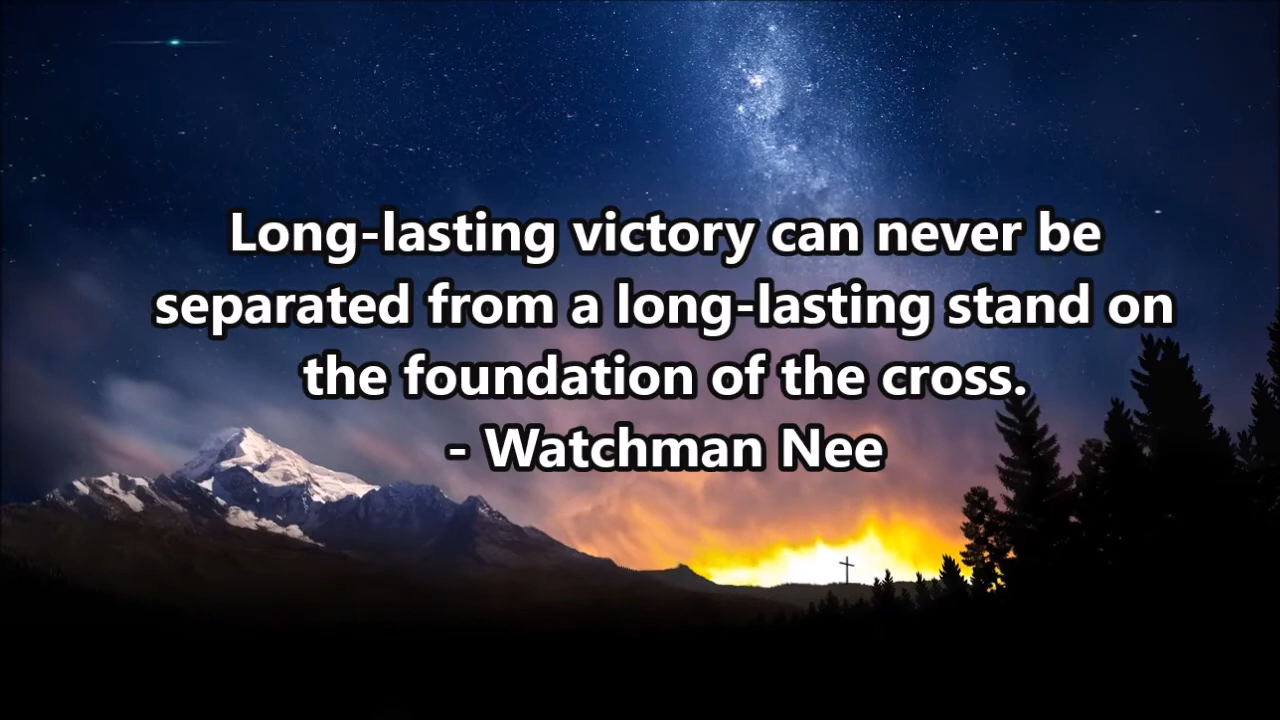 Long-lasting victory can never be
separated from a long-lasting stand on
the foundation of the cross.
- Watchman Nee